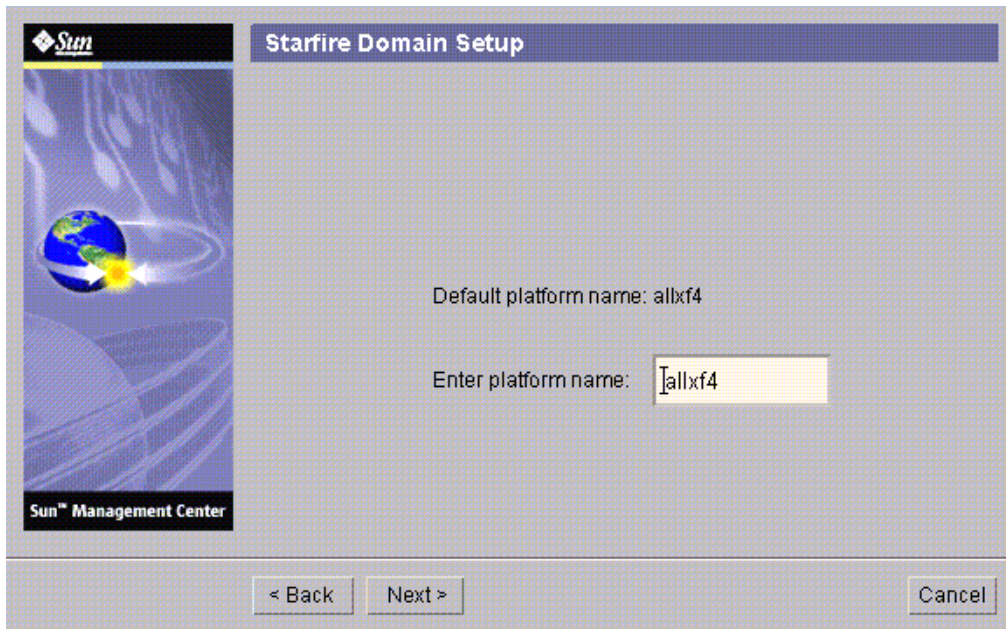 Sun
Starfire Domain Setup
Default platform name: allxf4
Enter platform name: allxf4
Sun™ Management Center
< Back Next > Cancel